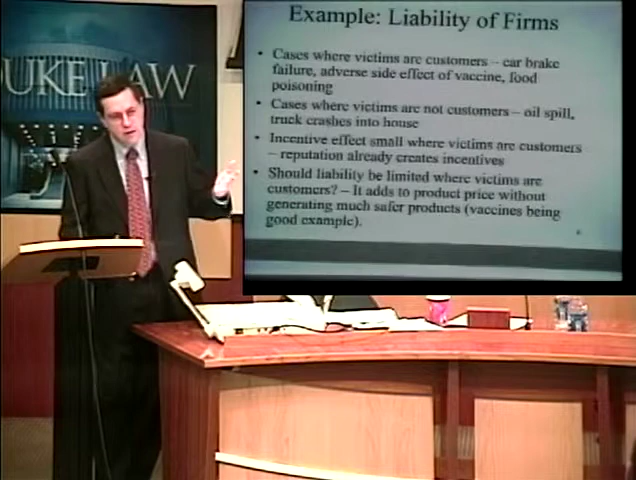 DUKE LAW
Example: Liability of Firms
• Cases where victims are customers – car brake
failure, adverse side effect of vaccine, food
poisoning
• Cases where victims are not customers – oil spill,
truck crashes into house
• Incentive effect small where victims are customers
– reputation already creates incentives
• Should liability be limited where victims are
customers? – It adds to product price without
generating much safer products (vaccines being
good example).